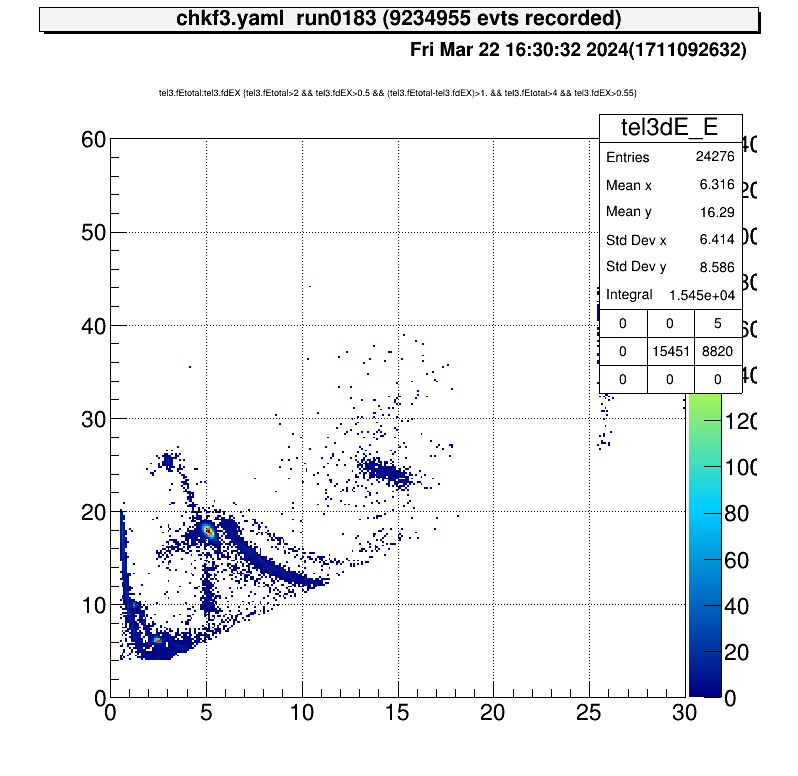 chkf3.yaml run0183 (9234955 evts recorded)
Fri Mar 22 16:30:32 2024(1711092632)
tel3.fEtotal:tel3.fdEX {tel3.fEtotal>2 && tel3.fdEX>0.5 && (tel3.fEtotal-tel3.fdEX)>1. && tel3.fEtotal>4 && tel3.fdEX>0.55}
tel3dE_E
Entries 24276
Mean x 6.316
Mean y 16.29
Std Dev x 6.414
Std Dev y 8.586
Integral 1.545e+04
0 0 5
0 15451 8820
0 0 0
60
50
40
30
20
10
0
0 5 10 15 20 25 30
120
100
80
60
40
20
0